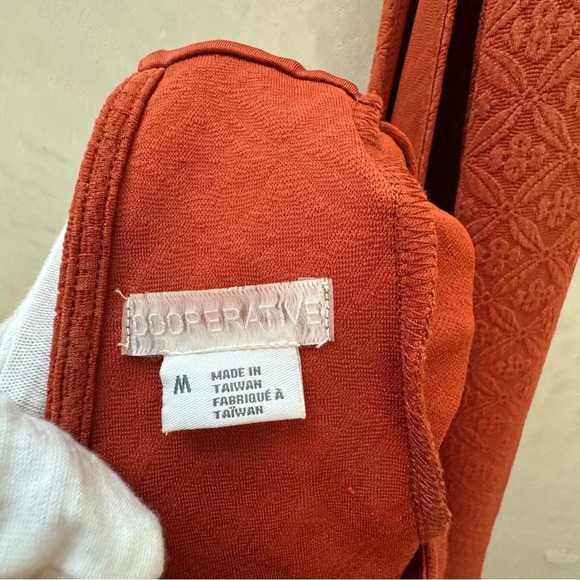 COOPERATIVE
M
MADE IN
TAIWAN
FABRIQUÉ À
TAÏWAN